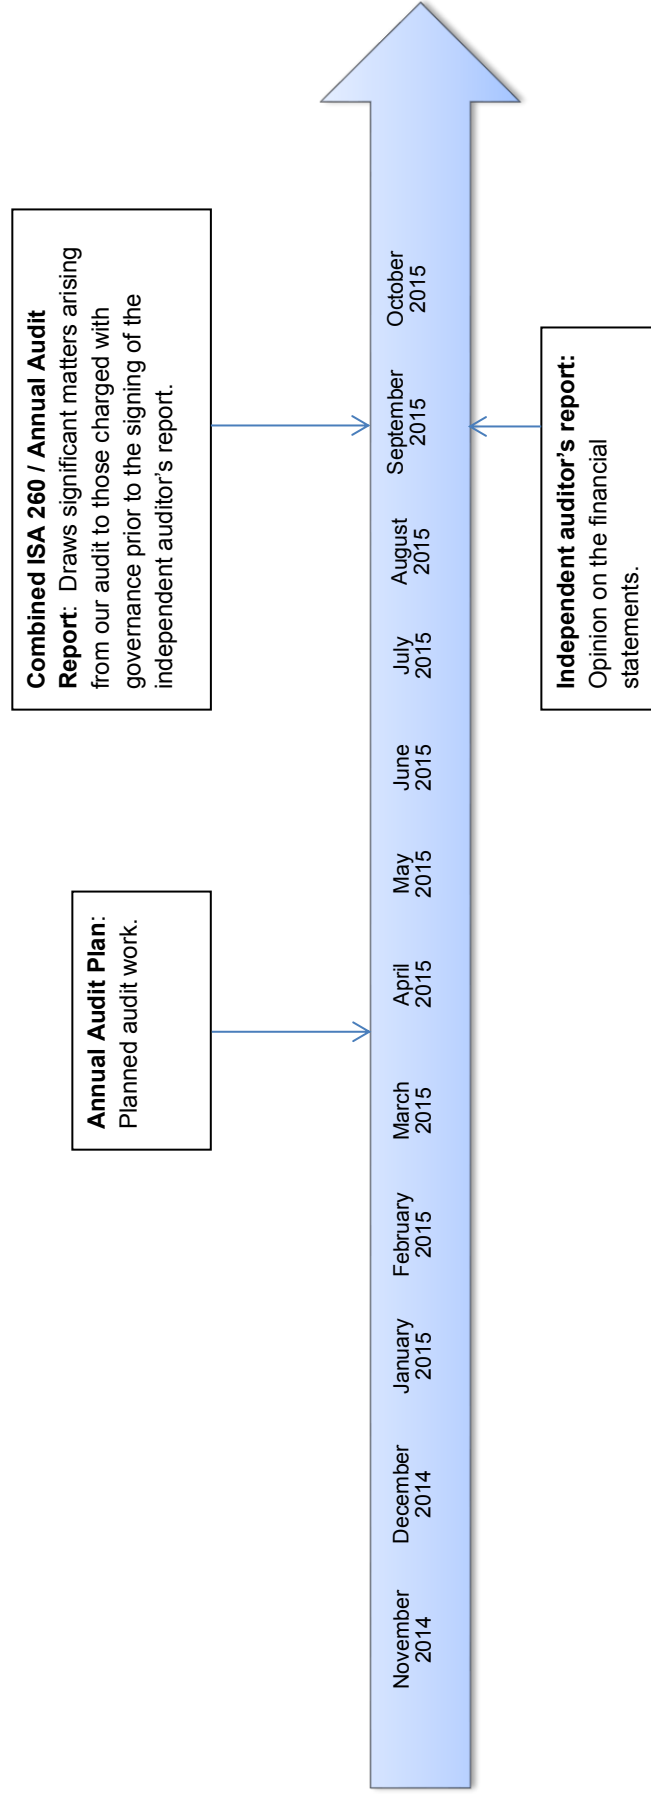 Combined ISA 260 / Annual Audit
Report: Draws significant matters arising
from our audit to those charged with
governance prior to the signing of the
independent auditor’s report.
Annual Audit Plan:
Planned audit work.
November
2014
December
2014
January
2015
February
2015
March
2015
April
2015
May
2015
June
2015
July
2015
August
2015
September
2015
October
2015
Independent auditor’s report:
Opinion on the financial
statements.